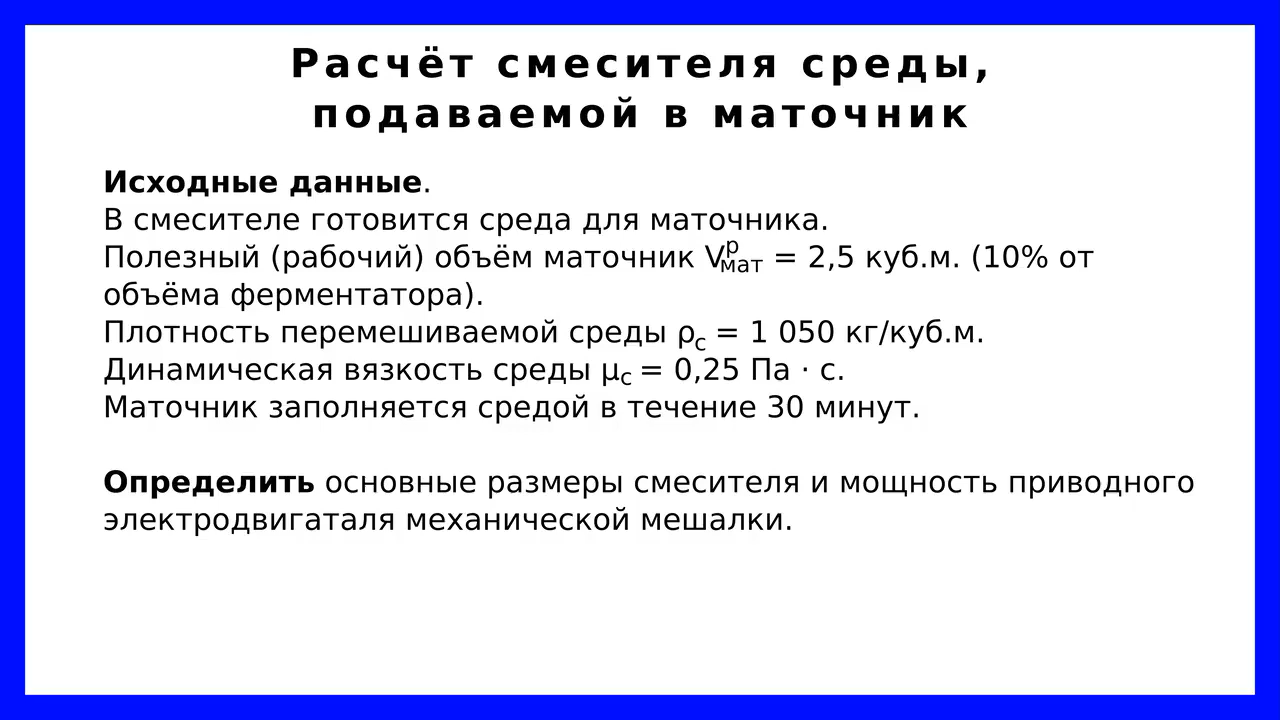 Расчёт смесителя среды,
подаваемой в маточник
Исходные данные.
В смесителе готовится среда для маточника.
Полезный (рабочий) объём маточник Vᵖмат = 2,5 куб.м. (10% от
объёма ферментатора).
Плотность перемешиваемой среды ρс = 1 050 кг/куб.м.
Динамическая вязкость среды μс = 0,25 Па · с.
Маточник заполняется средой в течение 30 минут.
Определить основные размеры смесителя и мощность приводного
электродвигаталя механической мешалки.